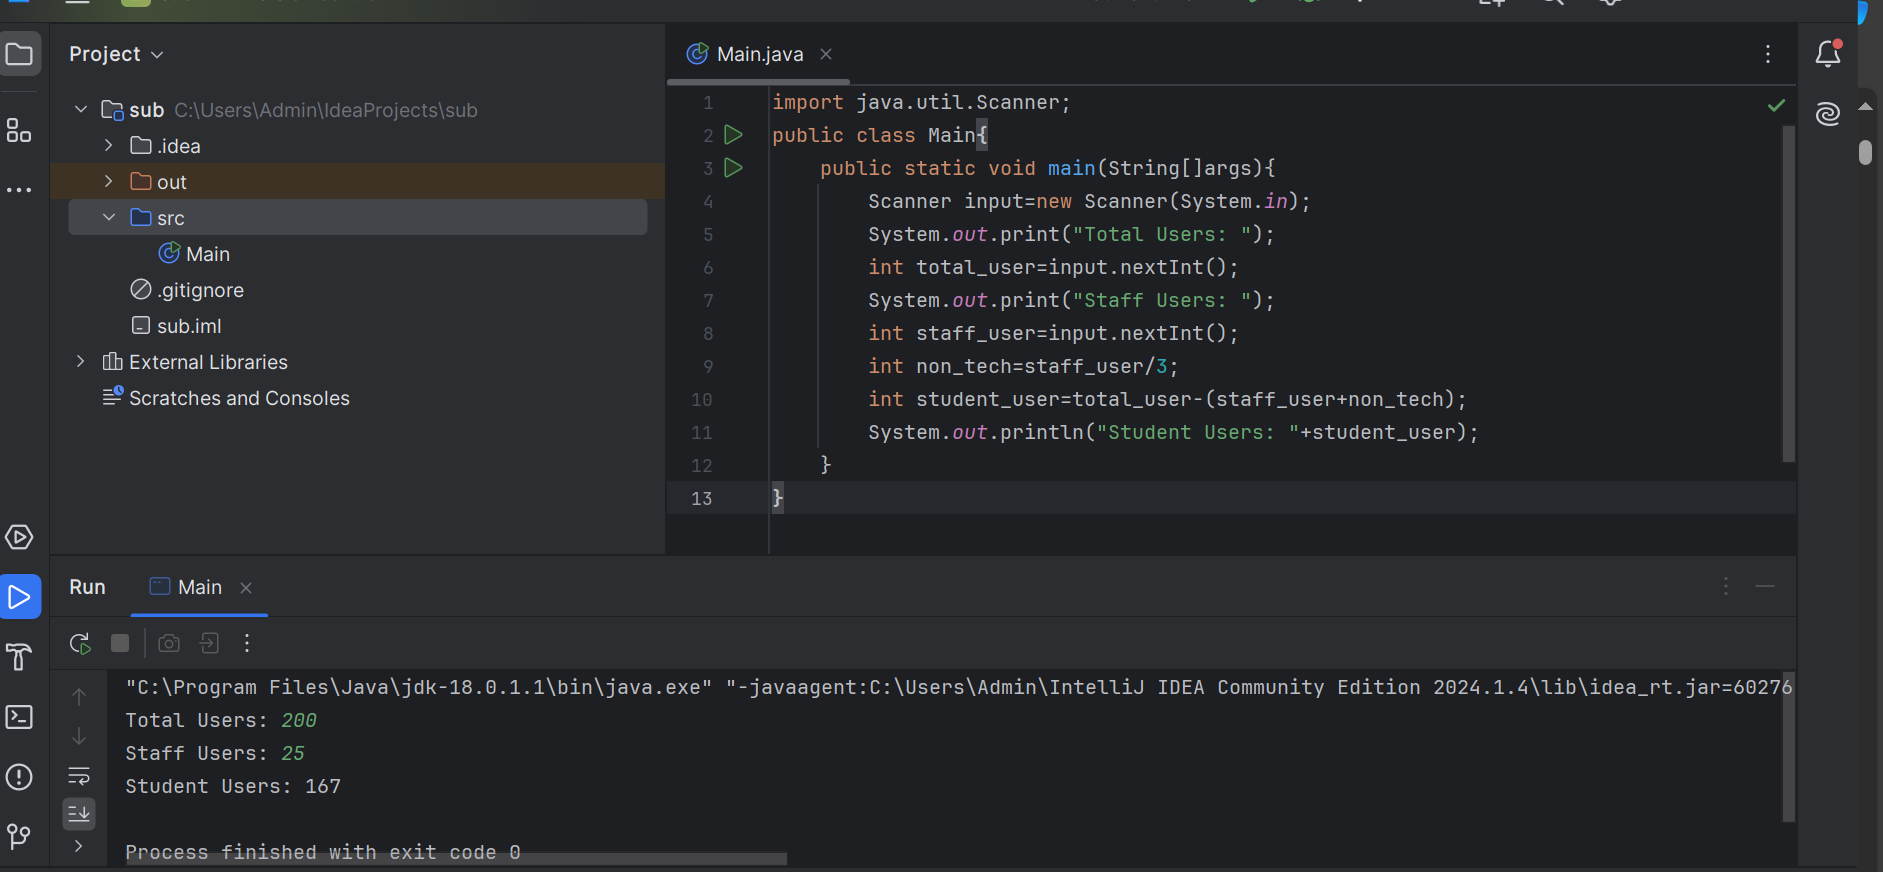 Project
Main.java
sub C:\Users\Admin\IdeaProjects\sub
.idea
out
src
Main
.gitignore
sub.iml
External Libraries
Scratches and Consoles
1 import java.util.Scanner;
2 public class Main{
3 public static void main(String[]args){
4 Scanner input=new Scanner(System.in);
5 System.out.print("Total Users: ");
6 int total_user=input.nextInt();
7 System.out.print("Staff Users: ");
8 int staff_user=input.nextInt();
9 int non_tech=staff_user/3;
10 int student_user=total_user-(staff_user+non_tech);
11 System.out.println("Student Users: "+student_user);
12 }
13 }
Run Main
"C:\Program Files\Java\jdk-18.0.1.1\bin\java.exe" "-javaagent:C:\Users\Admin\IntelliJ IDEA Community Edition 2024.1.4\lib\idea_rt.jar=60276
Total Users: 200
Staff Users: 25
Student Users: 167
Process finished with exit code 0